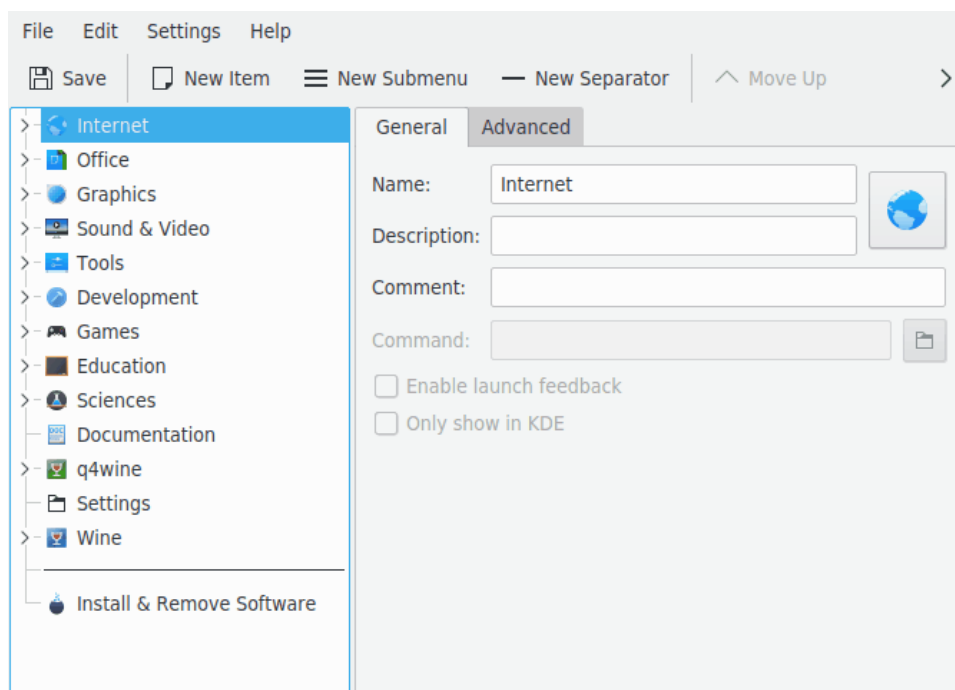 File Edit Settings Help
Save New Item New Submenu New Separator Move Up
Internet
Office
Graphics
Sound & Video
Tools
Development
Games
Education
Sciences
Documentation
q4wine
Settings
Wine
Install & Remove Software
General Advanced
Name: Internet
Description:
Comment:
Command:
Enable launch feedback
Only show in KDE